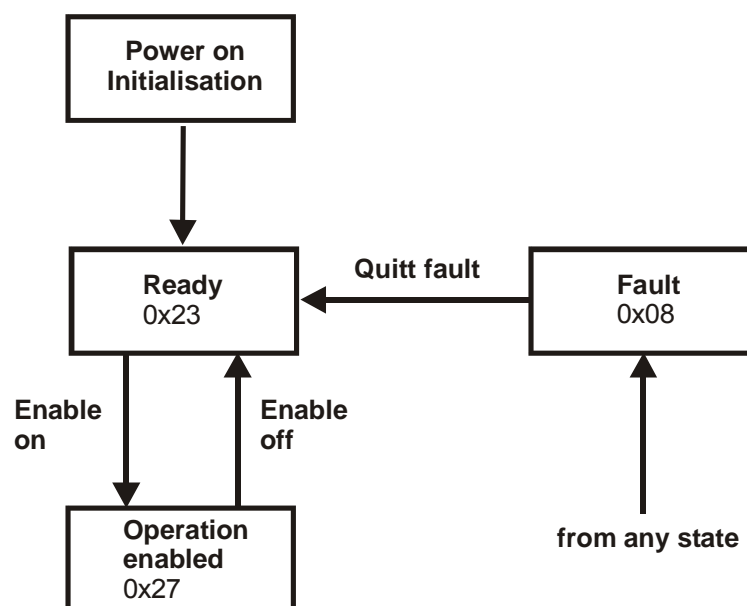 Power on
Initialisation
Ready
0x23
Quitt fault
Fault
0x08
Enable
on
Enable
off
Operation
enabled
0x27
from any state